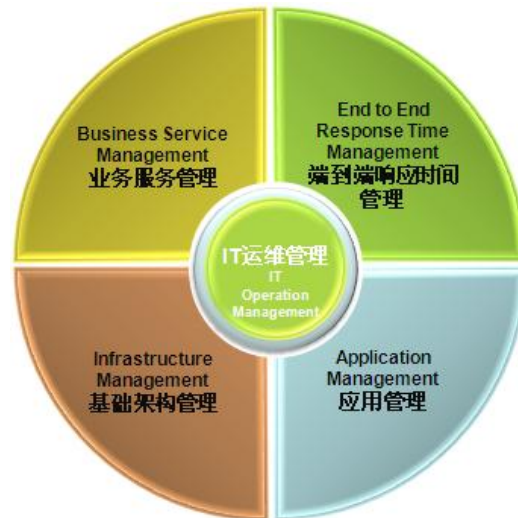 Business Service
Management
业务服务管理
End to End
Response Time
Management
端到端响应时间
管理
IT运维管理
IT
Operation
Management
Infrastructure
Management
基础架构管理
Application
Management
应用管理